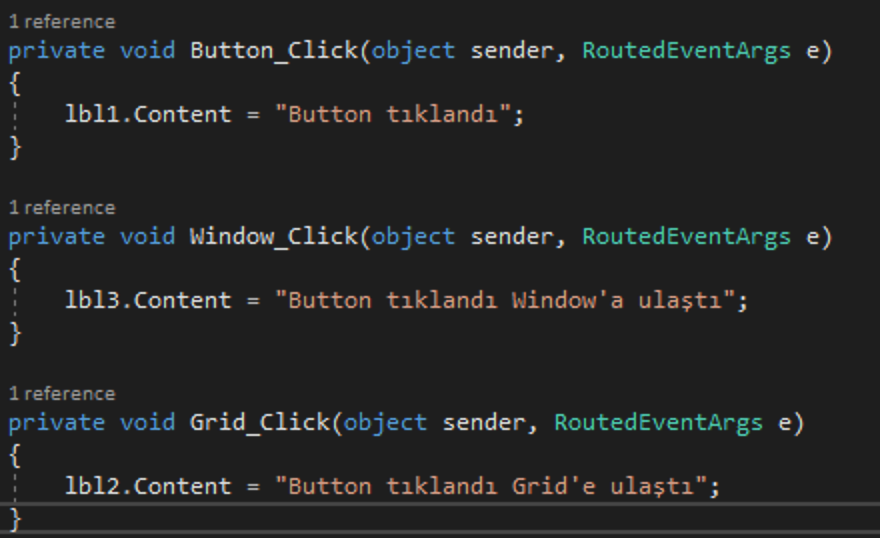 1 reference
private void Button_Click(object sender, RoutedEventArgs e)
{
lbl1.Content = "Button tıklandı";
}
1 reference
private void Window_Click(object sender, RoutedEventArgs e)
{
lbl3.Content = "Button tıklandı Window'a ulaştı";
}
1 reference
private void Grid_Click(object sender, RoutedEventArgs e)
{
lbl2.Content = "Button tıklandı Grid'e ulaştı";
}